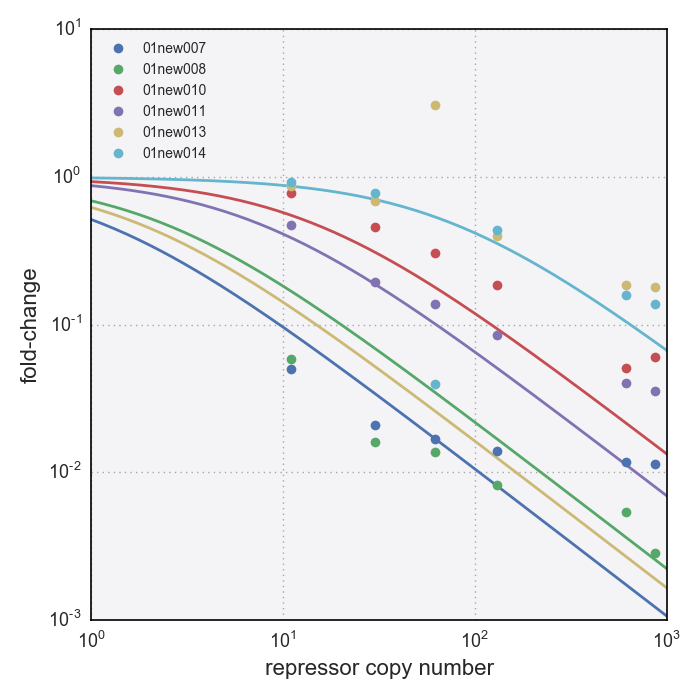 10^1
01new007
01new008
01new010
01new011
01new013
01new014
10^0
fold-change
10^-1
10^-2
10^-3
10^0 10^1 10^2 10^3
repressor copy number